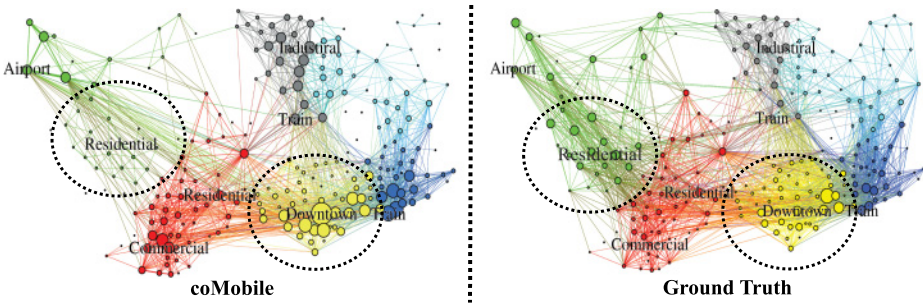 Airport
Industrial
Train
Residential
Residential
Downtown
Train
Commercial
coMobile
Airport
Industrial
Train
Residential
Residential
Downtown
Train
Commercial
Ground Truth